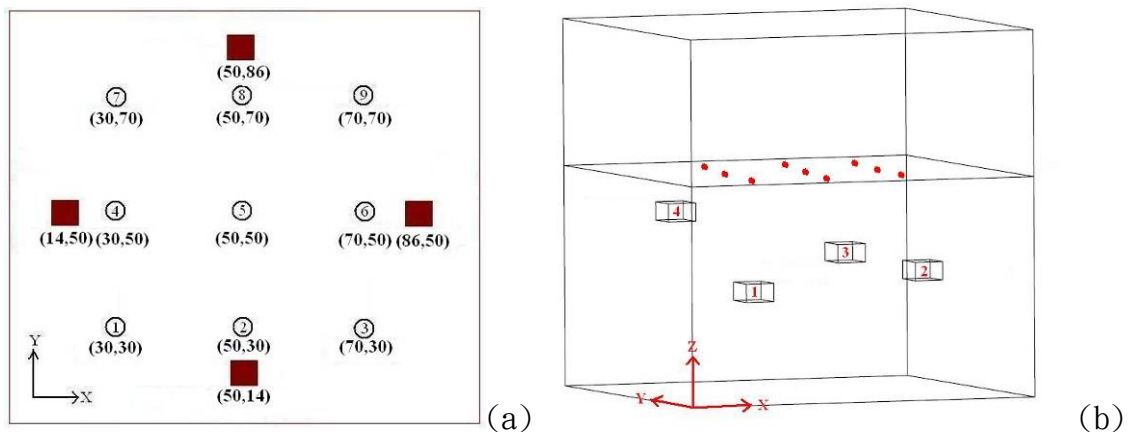 (50,86)
7 8 9
(30,70) (50,70) (70,70)
4 5 6
(14,50) (30,50) (50,50) (70,50) (86,50)
1 2 3
(30,30) (50,30) (70,30)
(50,14)
Y
X
(a)
4
3
2
1
Z
Y X
(b)